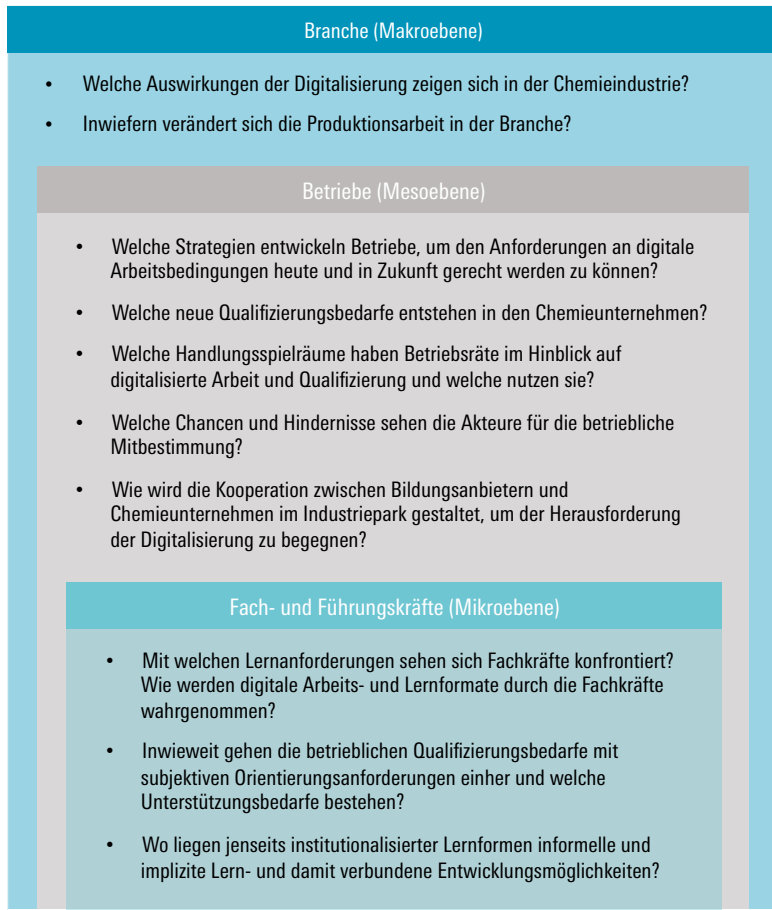 Branche (Makroebene)
• Welche Auswirkungen der Digitalisierung zeigen sich in der Chemieindustrie?
• Inwiefern verändert sich die Produktionsarbeit in der Branche?
Betriebe (Mesoebene)
• Welche Strategien entwickeln Betriebe, um den Anforderungen an digitale
Arbeitsbedingungen heute und in Zukunft gerecht werden zu können?
• Welche neue Qualifizierungsbedarfe entstehen in den Chemieunternehmen?
• Welche Handlungsspielräume haben Betriebsräte im Hinblick auf
digitalisierte Arbeit und Qualifizierung und welche nutzen sie?
• Welche Chancen und Hindernisse sehen die Akteure für die betriebliche
Mitbestimmung?
• Wie wird die Kooperation zwischen Bildungsanbietern und
Chemieunternehmen im Industriepark gestaltet, um der Herausforderung
der Digitalisierung zu begegnen?
Fach- und Führungskräfte (Mikroebene)
• Mit welchen Lernanforderungen sehen sich Fachkräfte konfrontiert?
Wie werden digitale Arbeits- und Lernformate durch die Fachkräfte
wahrgenommen?
• Inwieweit gehen die betrieblichen Qualifizierungsbedarfe mit
subjektiven Orientierungsanforderungen einher und welche
Unterstützungsbedarfe bestehen?
• Wo liegen jenseits institutionalisierter Lernformen informelle und
implizite Lern- und damit verbundene Entwicklungsmöglichkeiten?